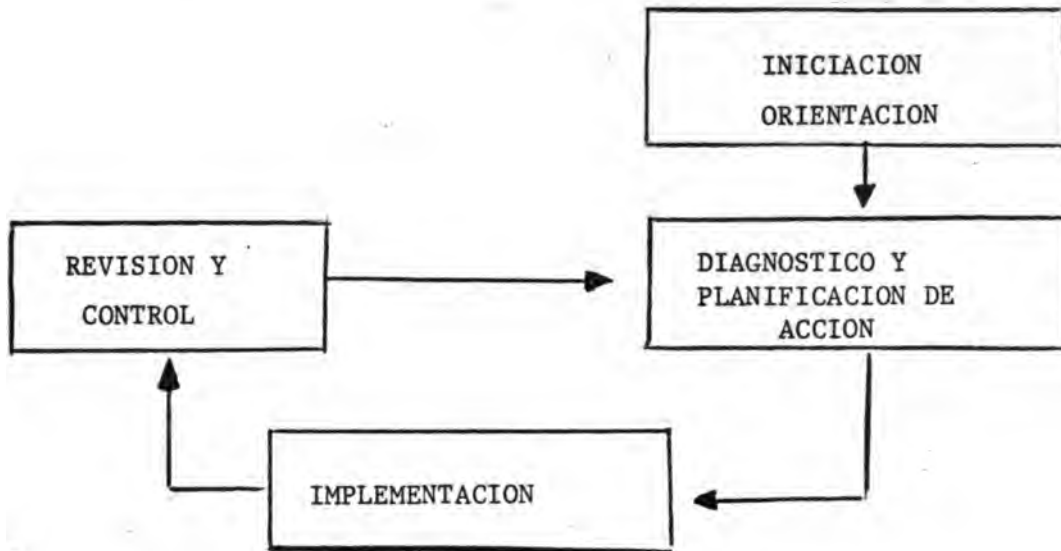 INICIACION
ORIENTACION
REVISION Y
CONTROL
DIAGNOSTICO Y
PLANIFICACION DE
ACCION
IMPLEMENTACION